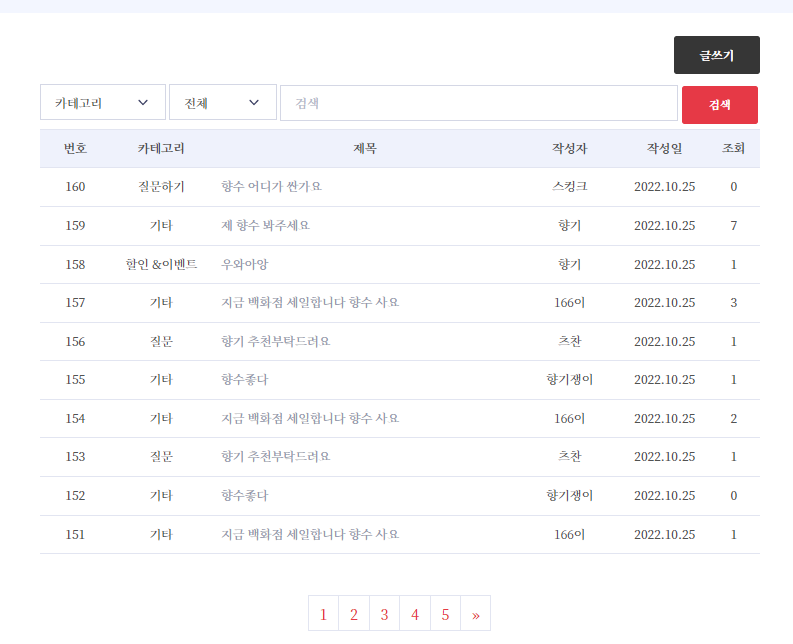 글쓰기
카테고리 전체 검색 검색
번호 카테고리 제목 작성자 작성일 조회
160 질문하기 향수 어디가 싼가요 스킹크 2022.10.25 0
159 기타 제 향수 봐주세요 향기 2022.10.25 7
158 할인 &이벤트 우와아앙 향기 2022.10.25 1
157 기타 지금 백화점 세일합니다 향수 사요 166이 2022.10.25 3
156 질문 향기 추천부탁드려요 츠찬 2022.10.25 1
155 기타 향수좋다 향기쟁이 2022.10.25 1
154 기타 지금 백화점 세일합니다 향수 사요 166이 2022.10.25 2
153 질문 향기 추천부탁드려요 츠찬 2022.10.25 1
152 기타 향수좋다 향기쟁이 2022.10.25 0
151 기타 지금 백화점 세일합니다 향수 사요 166이 2022.10.25 1
1 2 3 4 5 »